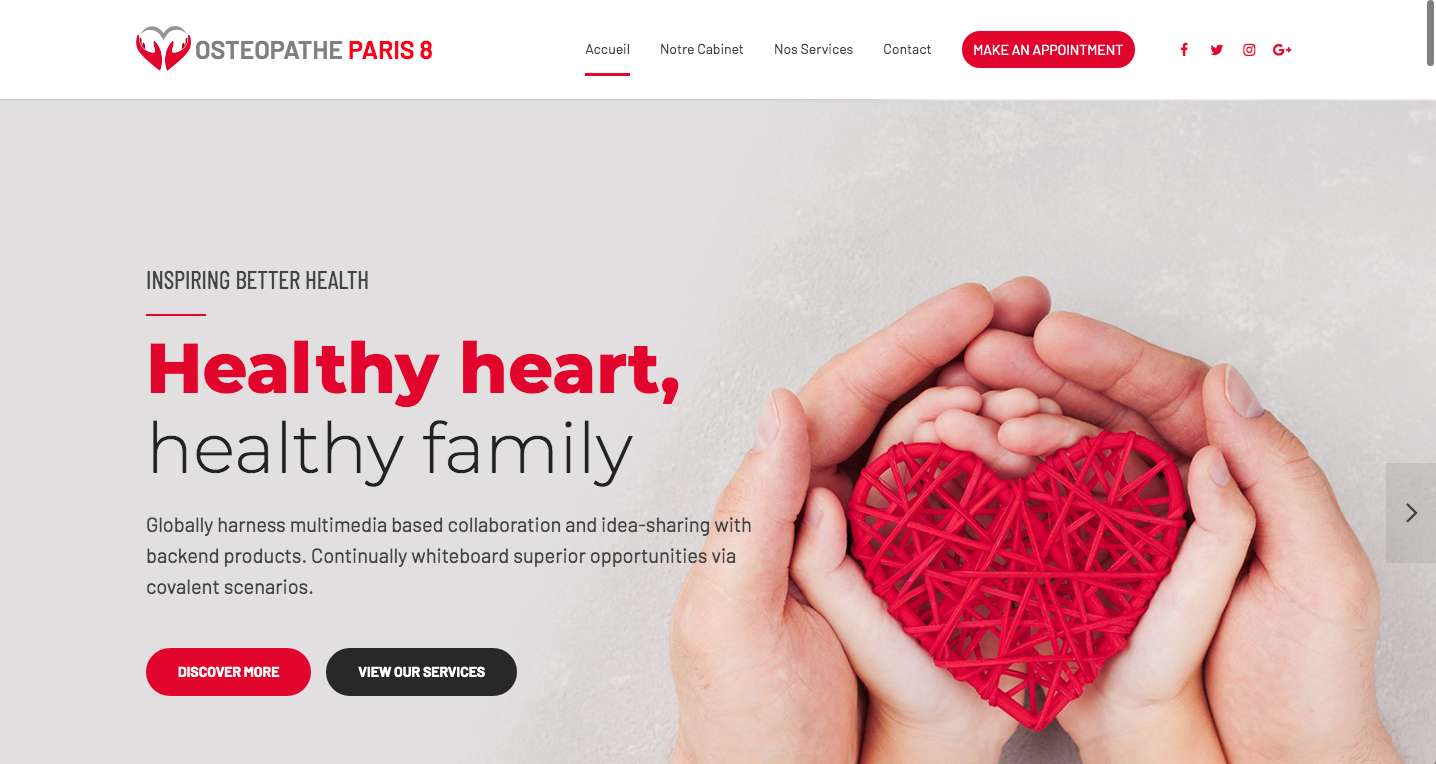 OSTEOPATHE PARIS 8
Accueil
Notre Cabinet
Nos Services
Contact
MAKE AN APPOINTMENT
INSPIRING BETTER HEALTH
Healthy heart,
healthy family
Globally harness multimedia based collaboration and idea-sharing with
backend products. Continually whiteboard superior opportunities via
covalent scenarios.
DISCOVER MORE
VIEW OUR SERVICES